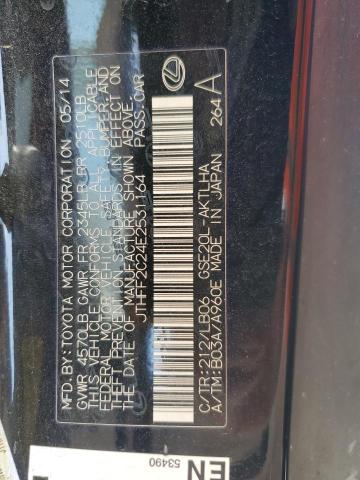 MFD.BY:TOYOTA MOTOR CORPORATION 05/14
GVWR 4570LB GAWR FR 2345LB RR 2510LB
THIS VEHICLE CONFORMS TO ALL APPLICABLE
FEDERAL MOTOR VEHICLE SAFETY, BUMPER, AND
THEFT PREVENTION STANDARDS IN EFFECT
ON THE DATE OF MANUFACTURE SHOWN ABOVE.
JTHFF2C24E2531164 PASS.CAR
C/TR:212/LB06 GSE20L-AKTLHA
A/TM:B03A/A960E MADE IN JAPAN 264 A
EN
53490